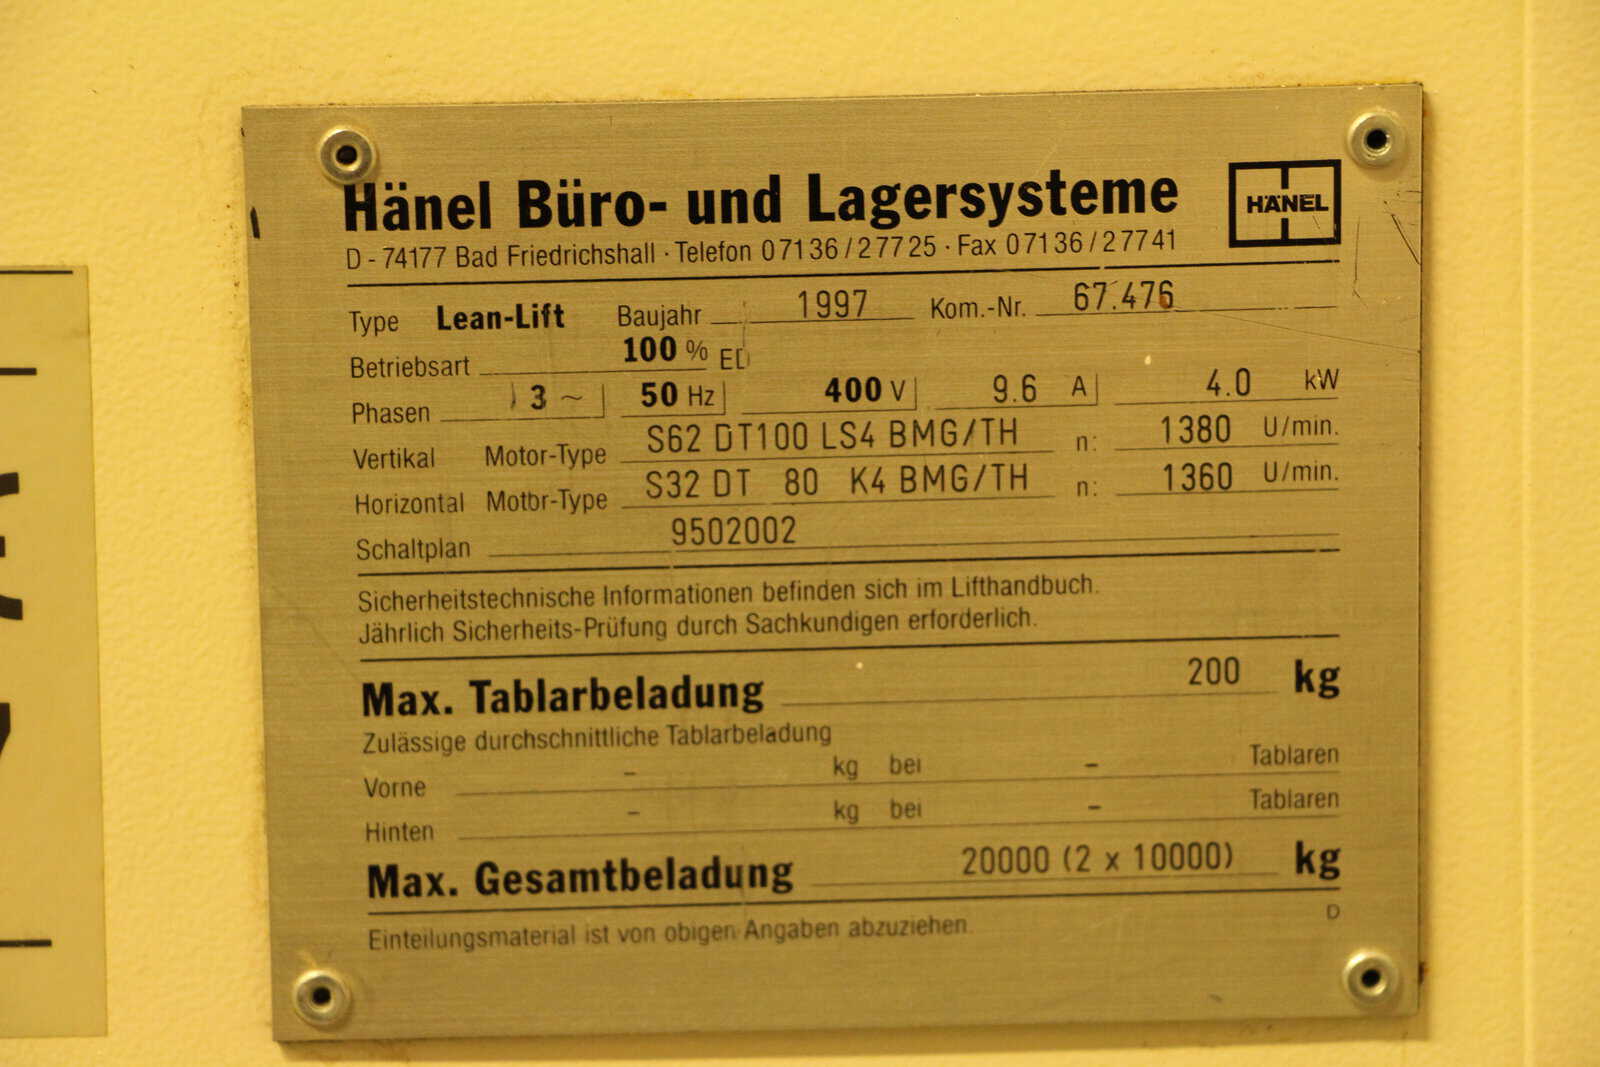 Hänel Büro- und Lagersysteme
HÄNEL
D - 74177 Bad Friedrichshall · Telefon 07136/27725 · Fax 07136/27741
Type Lean-Lift Baujahr 1997 Kom.-Nr. 67.476
Betriebsart 100 % ED
Phasen 3 ~ 50 Hz 400 V 9.6 A 4.0 kW
Vertikal Motor-Type S62 DT100 LS4 BMG/TH n: 1380 U/min.
Horizontal Motor-Type S32 DT 80 K4 BMG/TH n: 1360 U/min.
Schaltplan 9502002
Sicherheitstechnische Informationen befinden sich im Lifthandbuch.
Jährlich Sicherheits-Prüfung durch Sachkundigen erforderlich.
Max. Tablarbeladung 200 kg
Zulässige durchschnittliche Tablarbeladung
Vorne – kg bei – Tablaren
Hinten – kg bei – Tablaren
Max. Gesamtbeladung 20000 (2 x 10000) kg
Einteilungsmaterial ist von obigen Angaben abzuziehen.
D